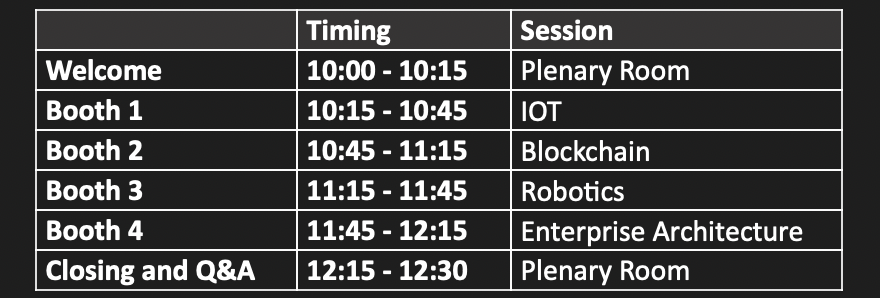 Timing Session
Welcome 10:00 - 10:15 Plenary Room
Booth 1 10:15 - 10:45 IOT
Booth 2 10:45 - 11:15 Blockchain
Booth 3 11:15 - 11:45 Robotics
Booth 4 11:45 - 12:15 Enterprise Architecture
Closing and Q&A 12:15 - 12:30 Plenary Room